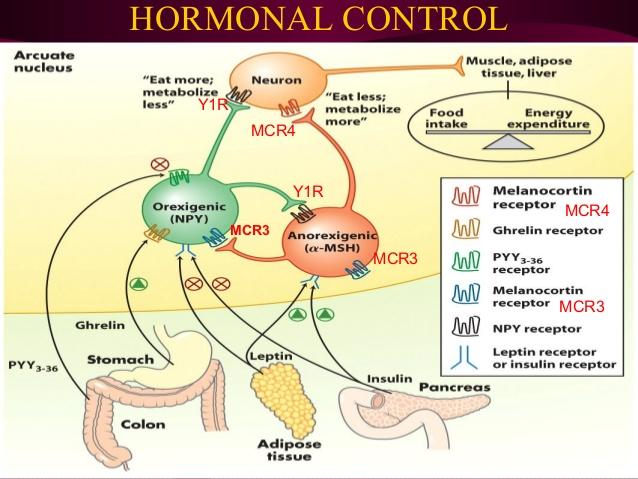 HORMONAL CONTROL
Arcuate
nucleus
"Eat more;
metabolize
less"
Y1R
Neuron
MCR4
"Eat less;
metabolize
more"
Muscle, adipose
tissue, liver
Food
intake
Energy
expenditure
Orexigenic
(NPY)
MCR3
Y1R
Anorexigenic
(α-MSH)
MCR3
Melanocortin
receptor
MCR4
Ghrelin receptor
PYY3-36
receptor
Melanocortin
receptor
MCR3
NPY receptor
Leptin receptor
or insulin receptor
Ghrelin
PYY3-36
Stomach
Colon
Leptin
Adipose
tissue
Insulin
Pancreas